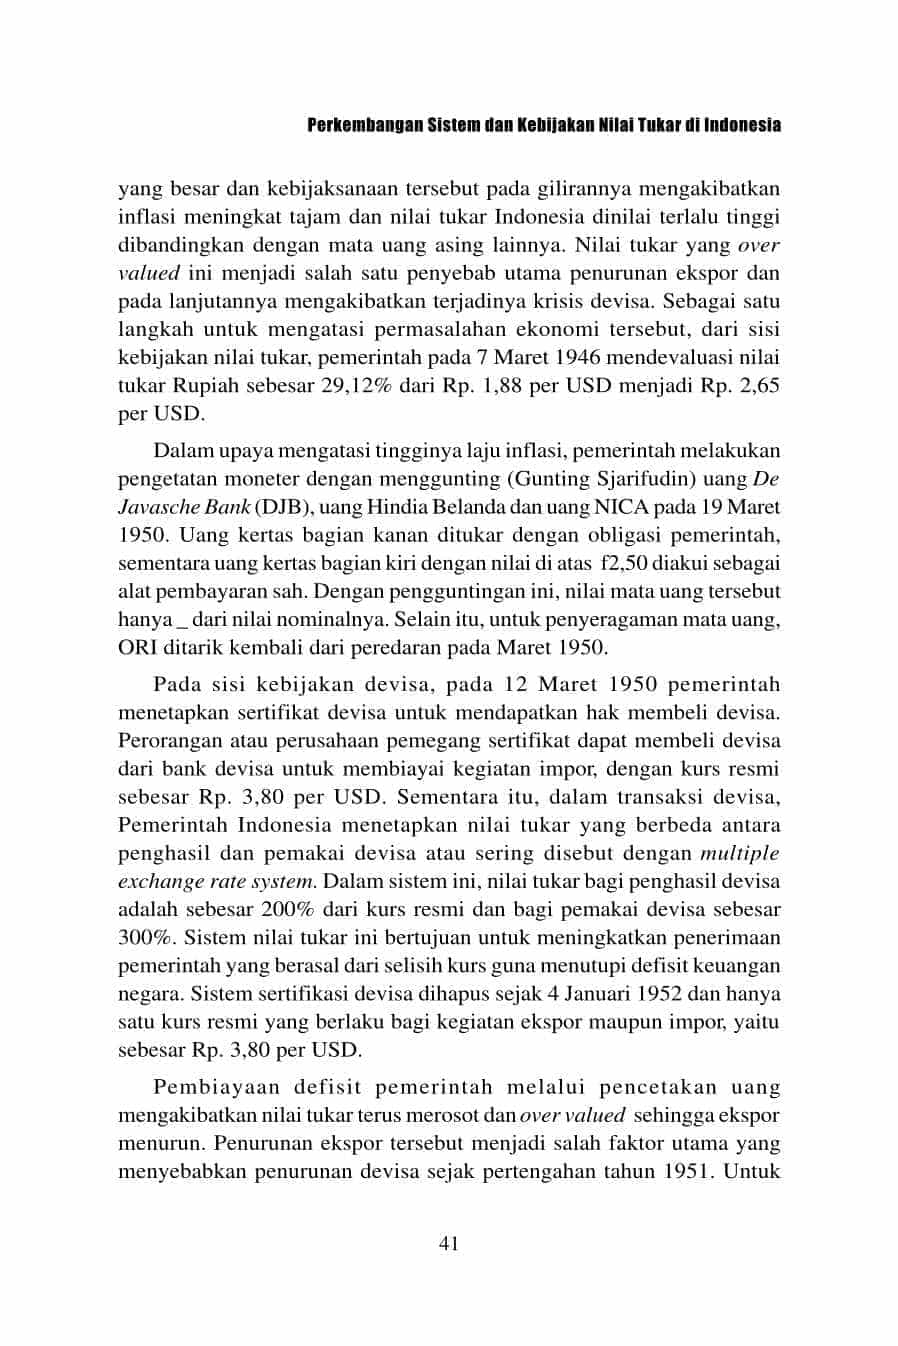 Perkembangan Sistem dan Kebijakan Nilai Tukar di Indonesia
yang besar dan kebijaksanaan tersebut pada gilirannya mengakibatkan
inflasi meningkat tajam dan nilai tukar Indonesia dinilai terlalu tinggi
dibandingkan dengan mata uang asing lainnya. Nilai tukar yang over
valued ini menjadi salah satu penyebab utama penurunan ekspor dan
pada lanjutannya mengakibatkan terjadinya krisis devisa. Sebagai satu
langkah untuk mengatasi permasalahan ekonomi tersebut, dari sisi
kebijakan nilai tukar, pemerintah pada 7 Maret 1946 mendevaluasi nilai
tukar Rupiah sebesar 29,12% dari Rp. 1,88 per USD menjadi Rp. 2,65
per USD.
Dalam upaya mengatasi tingginya laju inflasi, pemerintah melakukan
pengetatan moneter dengan menggunting (Gunting Sjarifudin) uang De
Javasche Bank (DJB), uang Hindia Belanda dan uang NICA pada 19 Maret
1950. Uang kertas bagian kanan ditukar dengan obligasi pemerintah,
sementara uang kertas bagian kiri dengan nilai di atas f2,50 diakui sebagai
alat pembayaran sah. Dengan pengguntingan ini, nilai mata uang tersebut
hanya _ dari nilai nominalnya. Selain itu, untuk penyeragaman mata uang,
ORI ditarik kembali dari peredaran pada Maret 1950.
Pada sisi kebijakan devisa, pada 12 Maret 1950 pemerintah
menetapkan sertifikat devisa untuk mendapatkan hak membeli devisa.
Perorangan atau perusahaan pemegang sertifikat dapat membeli devisa
dari bank devisa untuk membiayai kegiatan impor, dengan kurs resmi
sebesar Rp. 3,80 per USD. Sementara itu, dalam transaksi devisa,
Pemerintah Indonesia menetapkan nilai tukar yang berbeda antara
penghasil dan pemakai devisa atau sering disebut dengan multiple
exchange rate system. Dalam sistem ini, nilai tukar bagi penghasil devisa
adalah sebesar 200% dari kurs resmi dan bagi pemakai devisa sebesar
300%. Sistem nilai tukar ini bertujuan untuk meningkatkan penerimaan
pemerintah yang berasal dari selisih kurs guna menutupi defisit keuangan
negara. Sistem sertifikasi devisa dihapus sejak 4 Januari 1952 dan hanya
satu kurs resmi yang berlaku bagi kegiatan ekspor maupun impor, yaitu
sebesar Rp. 3,80 per USD.
Pembiayaan defisit pemerintah melalui pencetakan uang
mengakibatkan nilai tukar terus merosot dan over valued sehingga ekspor
menurun. Penurunan ekspor tersebut menjadi salah faktor utama yang
menyebabkan penurunan devisa sejak pertengahan tahun 1951. Untuk
41